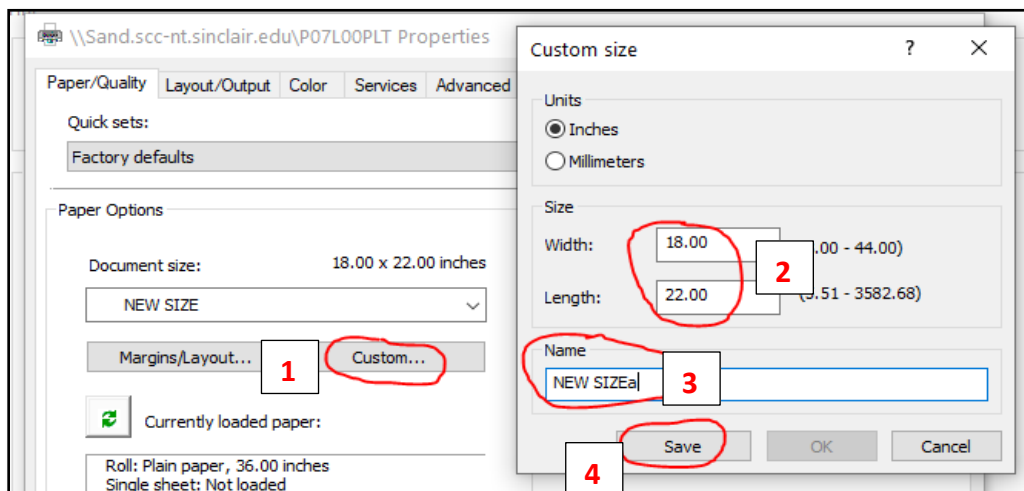 \\Sand.scc-nt.sinclair.edu\P07L00PLT Properties
Paper/Quality Layout/Output Color Services Advanced
Quick sets:
Factory defaults
Paper Options
Document size: 18.00 x 22.00 inches
NEW SIZE
Margins/Layout... 1 Custom...
Currently loaded paper:
Roll: Plain paper, 36.00 inches
Single sheet: Not loaded
Custom size ?
Units
Inches
Millimeters
Size
Width: 18.00 .00 - 44.00)
2
Length: 22.00 .51 - 3582.68)
Name
NEW SIZEa 3
4 Save OK Cancel